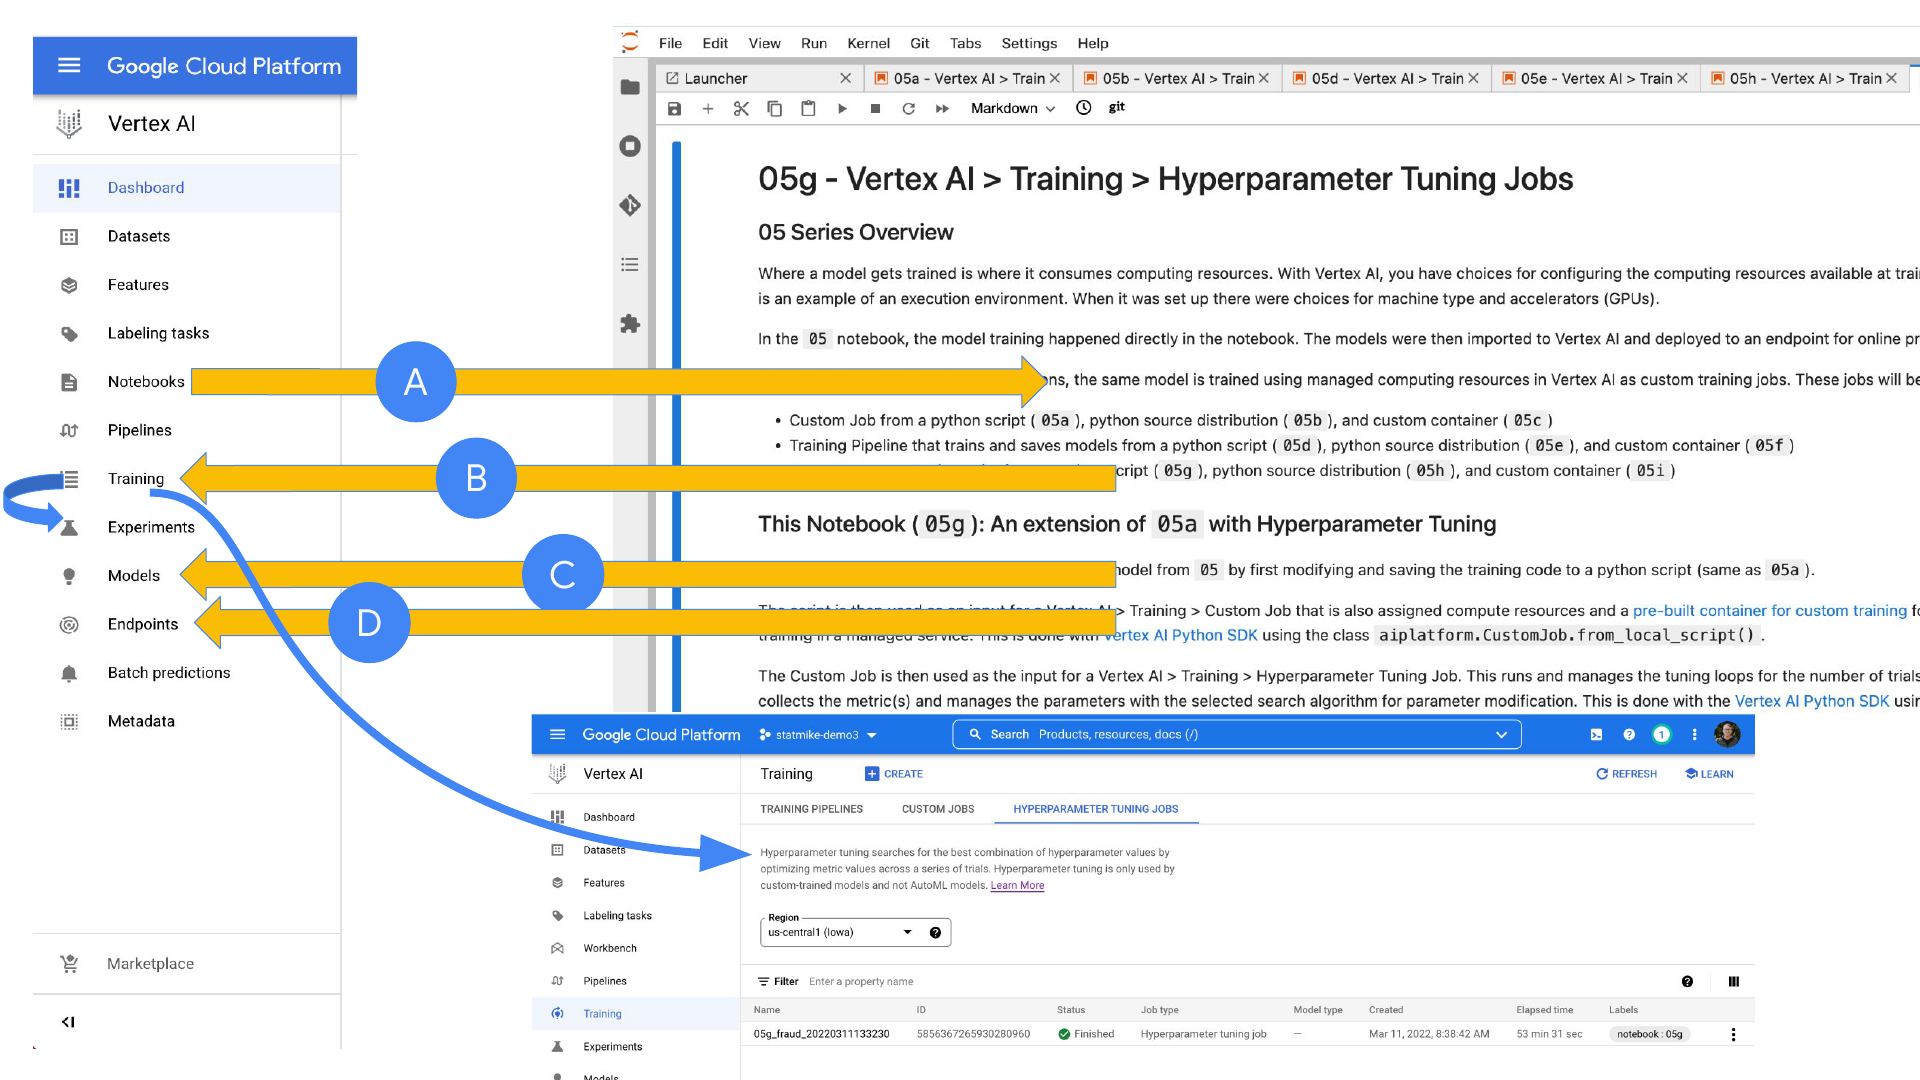 Google Cloud Platform
Vertex AI
Dashboard
Datasets
Features
Labeling tasks
Notebooks
Pipelines
Training
Experiments
Models
Endpoints
Batch predictions
Metadata
Marketplace
A
B
C
D
File Edit View Run Kernel Git Tabs Settings Help
Launcher 05a - Vertex AI > Train 05b - Vertex AI > Train 05d - Vertex AI > Train 05e - Vertex AI > Train 05h - Vertex AI > Train
Markdown git
05g - Vertex AI > Training > Hyperparameter Tuning Jobs
05 Series Overview
Where a model gets trained is where it consumes computing resources. With Vertex AI, you have choices for configuring the computing resources available at trai
is an example of an execution environment. When it was set up there were choices for machine type and accelerators (GPUs).
In the 05 notebook, the model training happened directly in the notebook. The models were then imported to Vertex AI and deployed to an endpoint for online pr
ns, the same model is trained using managed computing resources in Vertex AI as custom training jobs. These jobs will be
• Custom Job from a python script ( 05a ), python source distribution ( 05b ), and custom container ( 05c )
• Training Pipeline that trains and saves models from a python script ( 05d ), python source distribution ( 05e ), and custom container ( 05f )
cript ( 05g ), python source distribution ( 05h ), and custom container ( 05i )
This Notebook ( 05g ): An extension of 05a with Hyperparameter Tuning
odel from 05 by first modifying and saving the training code to a python script (same as 05a ).
> Training > Custom Job that is also assigned compute resources and a pre-built container for custom training f
training in a managed service. This is done with Vertex AI Python SDK using the class aiplatform.CustomJob.from_local_script() .
The Custom Job is then used as the input for a Vertex AI > Training > Hyperparameter Tuning Job. This runs and manages the tuning loops for the number of trials
collects the metric(s) and manages the parameters with the selected search algorithm for parameter modification. This is done with the Vertex AI Python SDK usin
Google Cloud Platform statmike-demo3 Search Products, resources, docs (/) 1
Vertex AI
Dashboard
Datasets
Features
Labeling tasks
Workbench
Pipelines
Training
Experiments
Models
Training CREATE REFRESH LEARN
TRAINING PIPELINES CUSTOM JOBS HYPERPARAMETER TUNING JOBS
Hyperparameter tuning searches for the best combination of hyperparameter values by
optimizing metric values across a series of trials. Hyperparameter tuning is only used by
custom-trained models and not AutoML models. Learn More
Region
us-central1 (Iowa)
Filter Enter a property name
Name ID Status Job type Model type Created Elapsed time Labels
05g_fraud_20220311133230 5856367265930280960 Finished Hyperparameter tuning job — Mar 11, 2022, 8:38:42 AM 53 min 31 sec notebook : 05g